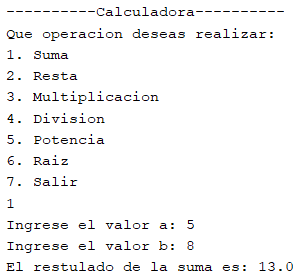 ----------Calculadora----------
Que operacion deseas realizar:
1. Suma
2. Resta
3. Multiplicacion
4. Division
5. Potencia
6. Raiz
7. Salir
1
Ingrese el valor a: 5
Ingrese el valor b: 8
El restulado de la suma es: 13.0